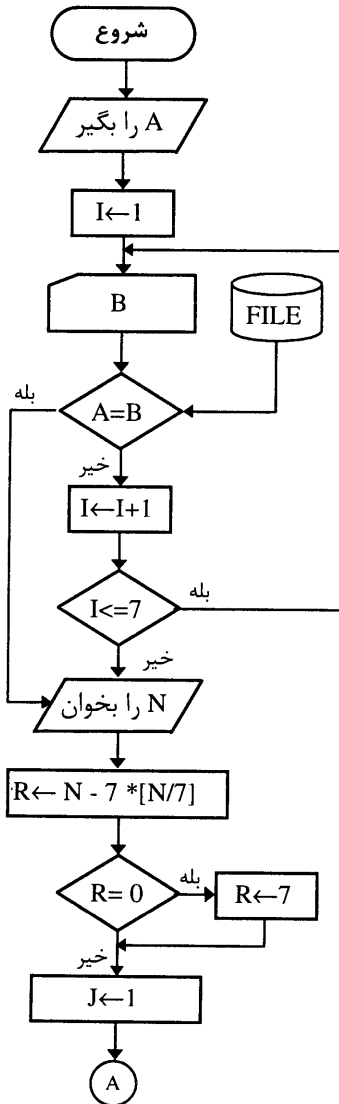 شروع
A را بگیر
I←1
B
FILE
A=B
بله
خیر
I←I+1
I<=7
بله
خیر
N را بخوان
R← N - 7 *[N/7]
R= 0
بله
R←7
خیر
J←1
A